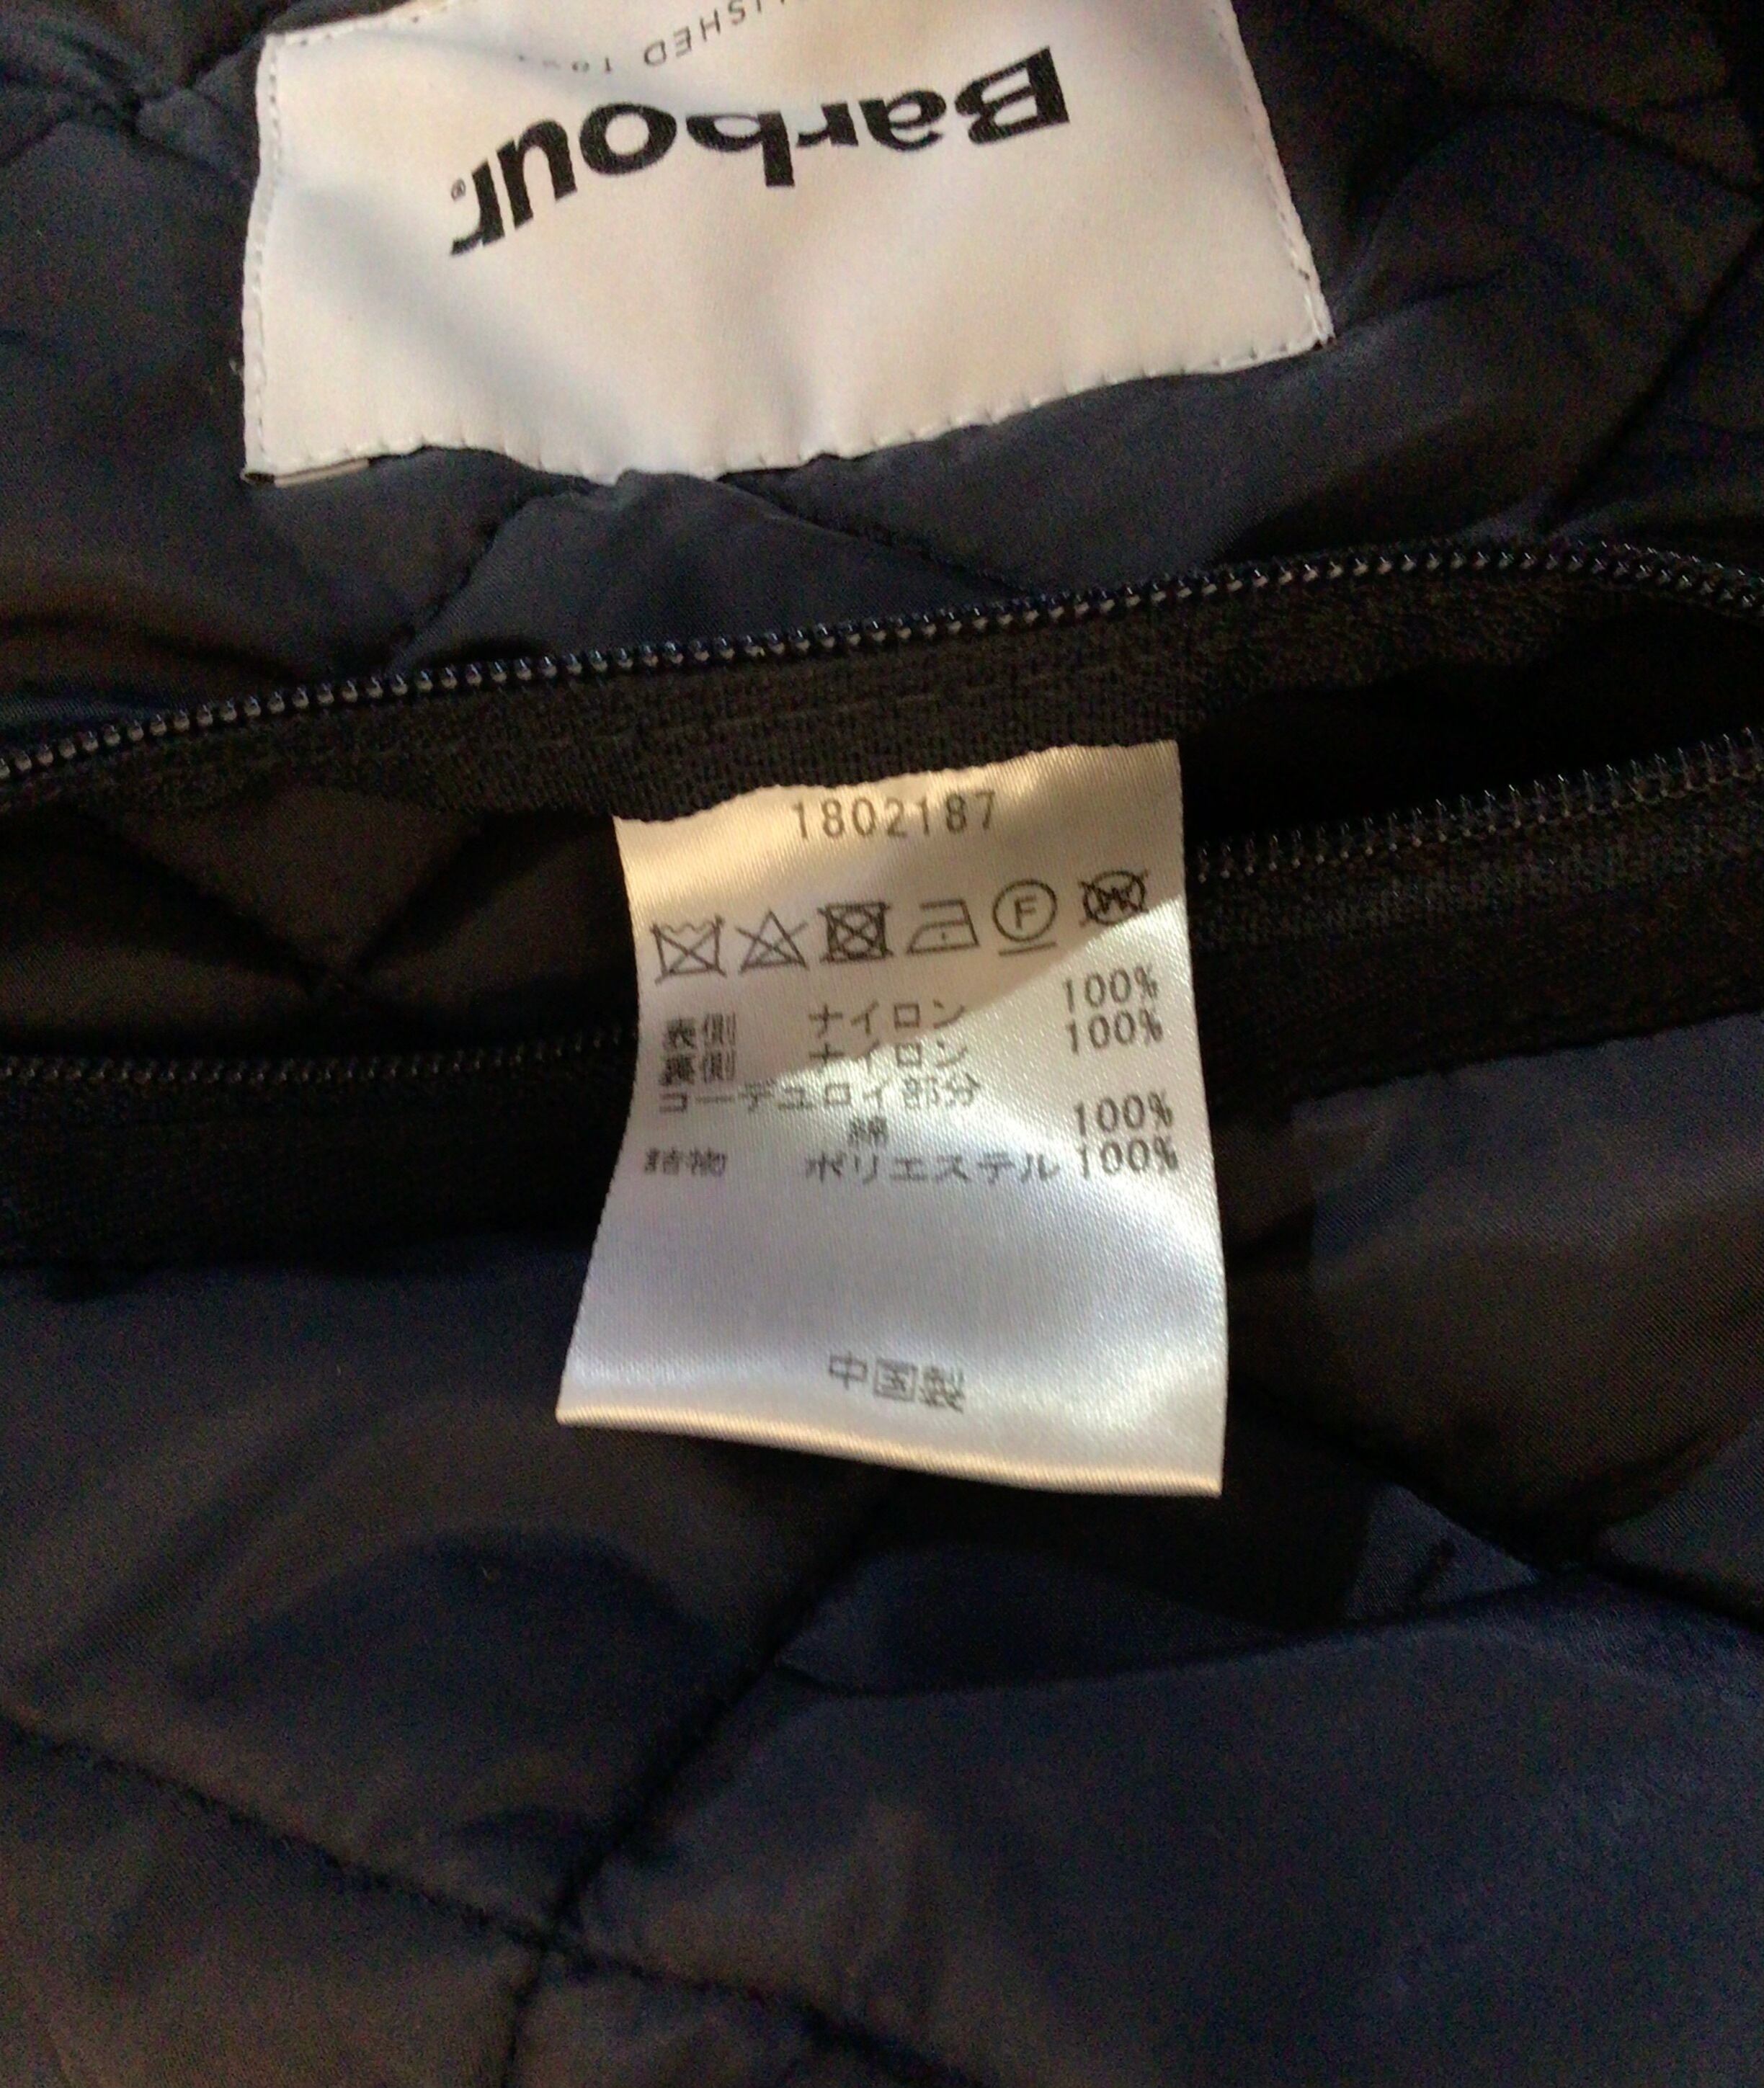 Barbour®
1802187
F W
表側 ナイロン 100%
裏側 ナイロン 100%
コーデュロイ部分
綿 100%
詰物 ポリエステル 100%
中国製